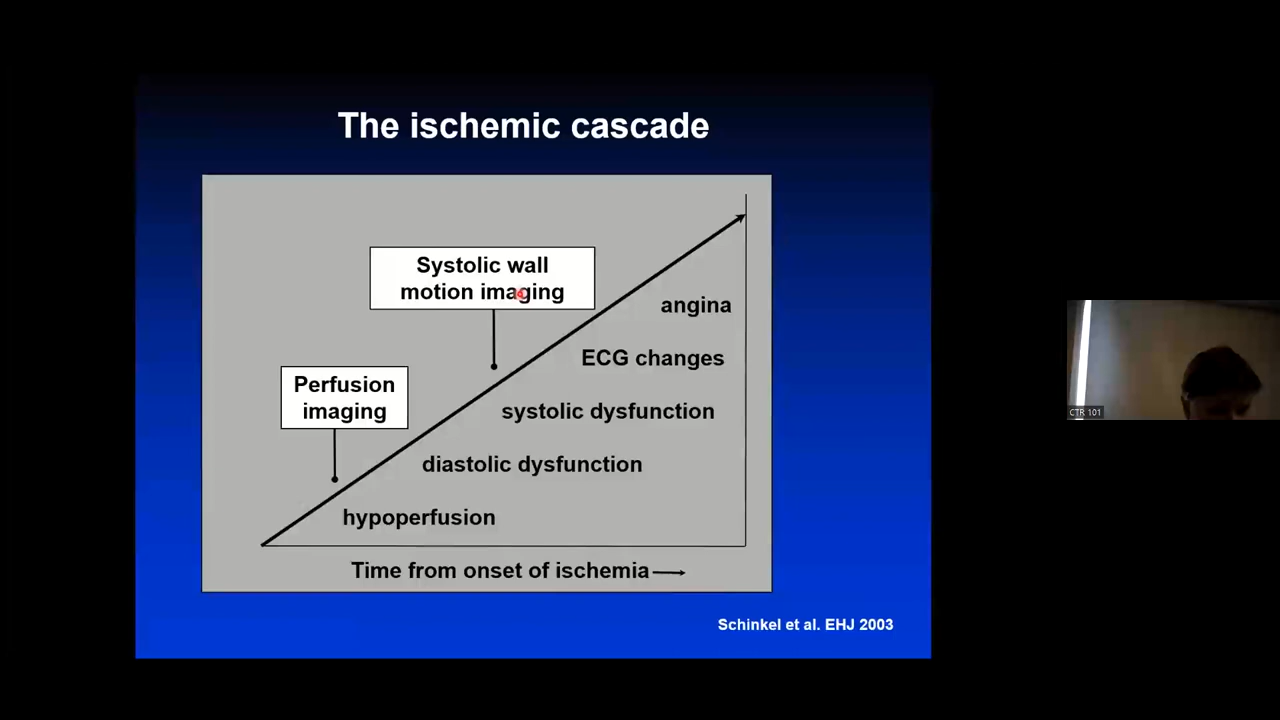 The ischemic cascade
Systolic wall
motion imaging
angina
ECG changes
Perfusion
imaging
systolic dysfunction
diastolic dysfunction
hypoperfusion
Time from onset of ischemia
Schinkel et al. EHJ 2003
CTR 101